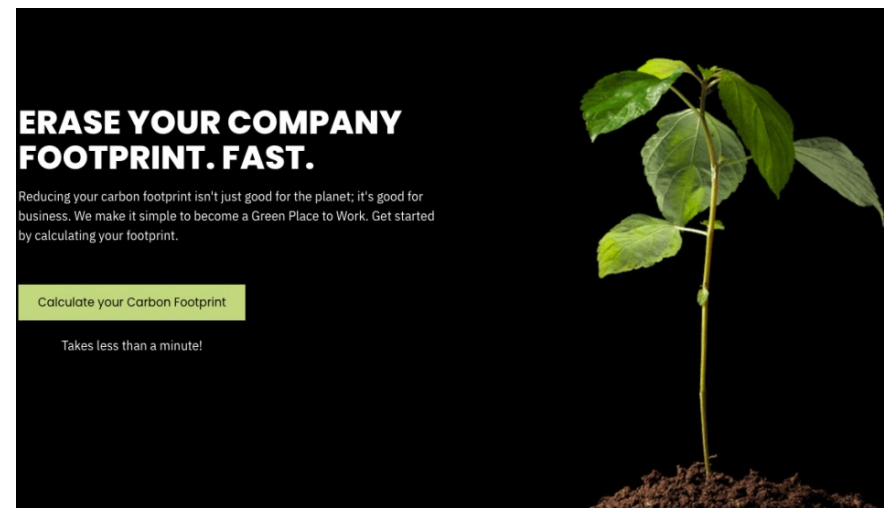 ERASE YOUR COMPANY
FOOTPRINT. FAST.
Reducing your carbon footprint isn't just good for the planet; it's good for
business. We make it simple to become a Green Place to Work. Get started
by calculating your footprint.
Calculate your Carbon Footprint
Takes less than a minute!